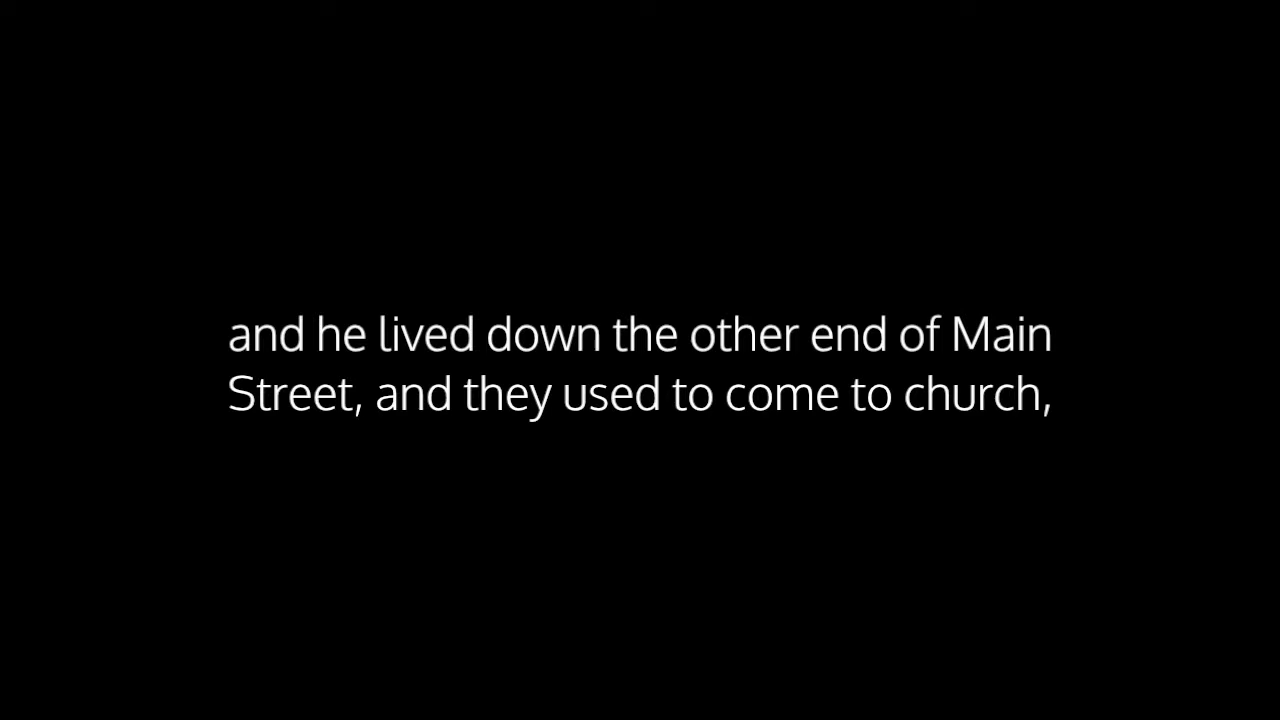 and he lived down the other end of Main
Street, and they used to come to church,